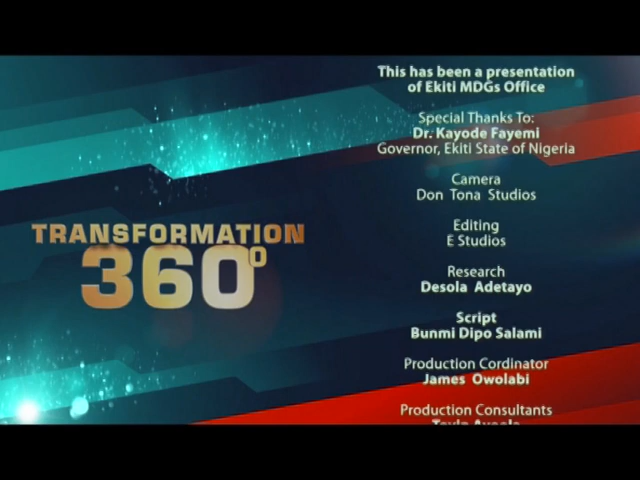 TRANSFORMATION
360⁰
This has been a presentation
of Ekiti MDGs Office
Special Thanks To:
Dr. Kayode Fayemi
Governor, Ekiti State of Nigeria
Camera
Don Tona Studios
Editing
E Studios
Research
Desola Adetayo
Script
Bunmi Dipo Salami
Production Cordinator
James Owolabi
Production Consultants